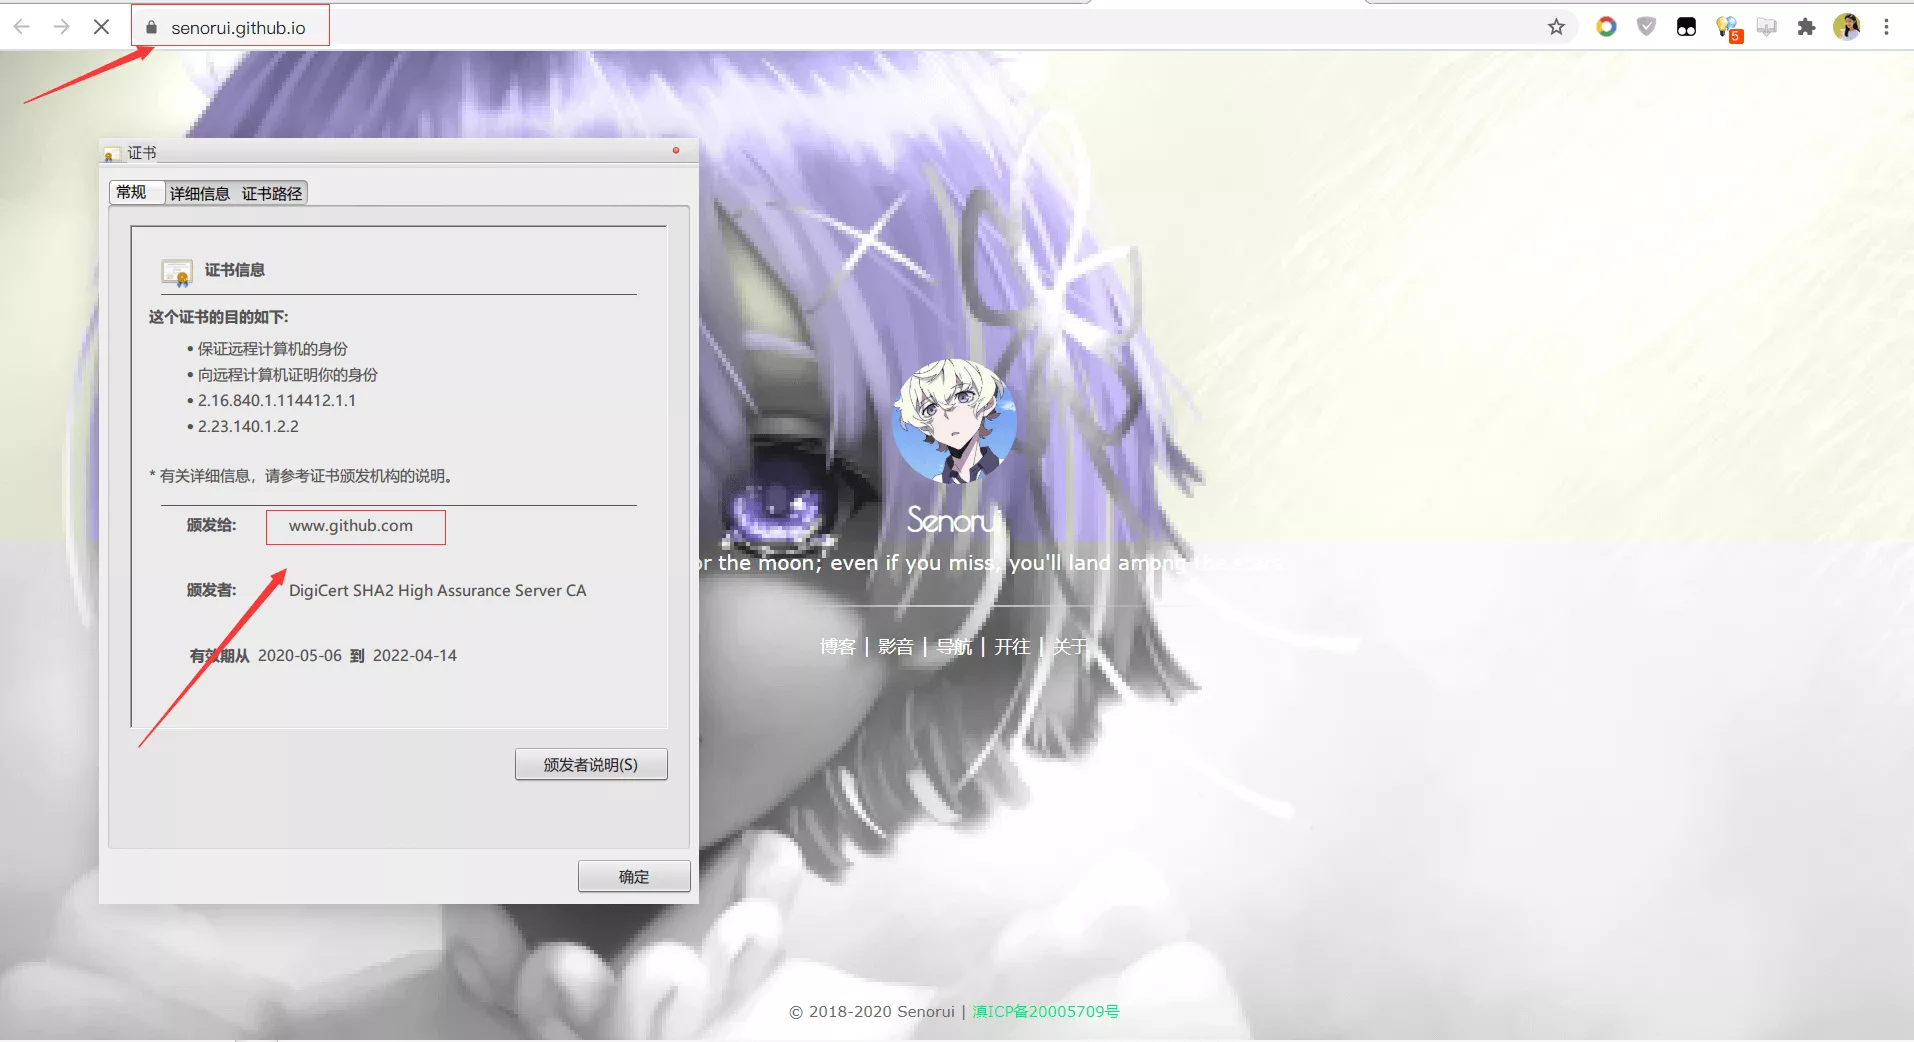 senorui.github.io
5
证书
常规 详细信息 证书路径
证书信息
这个证书的目的如下:
• 保证远程计算机的身份
• 向远程计算机证明你的身份
• 2.16.840.1.114412.1.1
• 2.23.140.1.2.2
* 有关详细信息，请参考证书颁发机构的说明。
颁发给: www.github.com
颁发者: DigiCert SHA2 High Assurance Server CA
有效期从 2020-05-06 到 2022-04-14
颁发者说明(S)
确定
Senorui
or the moon; even if you miss, you'll land among the stars.
博客 | 影音 | 导航 | 开往 | 关于
© 2018-2020 Senorui | 滇ICP备20005709号